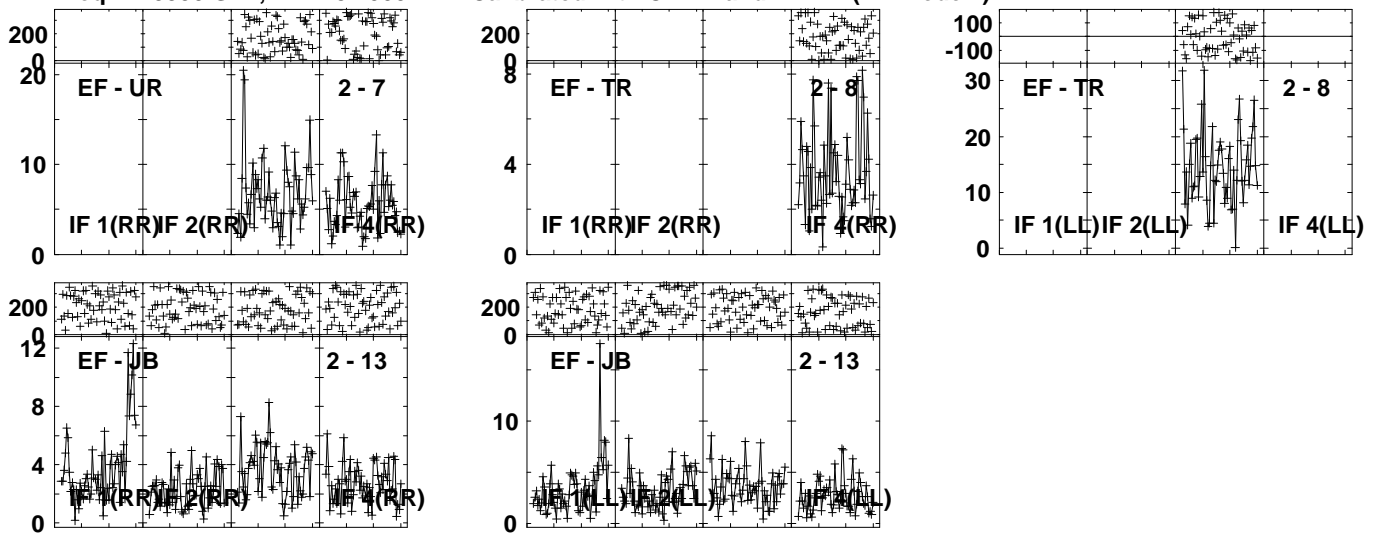 200
0
20
EF - UR
2 - 7
10
IF 1(RR)
IF 2(RR)
IF 4(RR)
0
200
0
8
EF - TR
2 - 8
4
IF 1(RR)
IF 2(RR)
IF 4(RR)
0
100
-100
30
EF - TR
2 - 8
20
10
IF 1(LL)
IF 2(LL)
IF 4(LL)
0
200
0
12
EF - JB
2 - 13
8
4
IF 1(RR)
IF 2(RR)
IF 4(RR)
0
200
0
EF - JB
2 - 13
10
IF 1(LL)
IF 2(LL)
IF 4(LL)
0